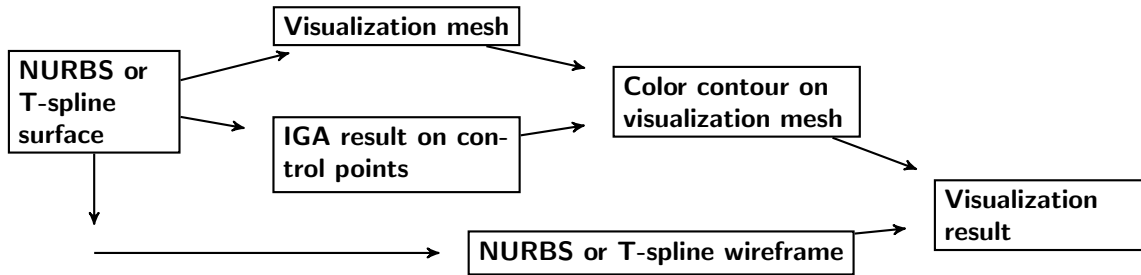 Visualization mesh
NURBS or
T-spline
surface
Color contour on
visualization mesh
IGA result on con-
trol points
Visualization
result
NURBS or T-spline wireframe